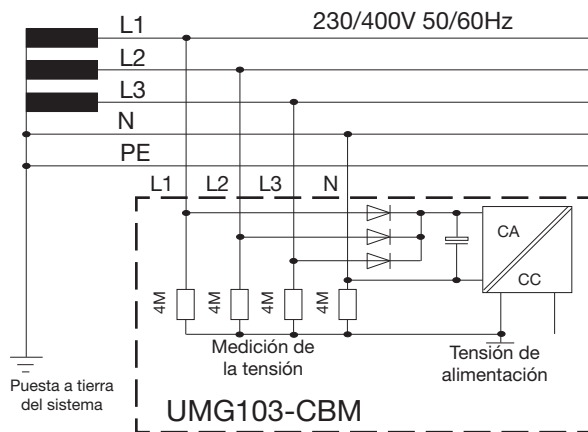 L1
230/400V 50/60Hz
L2
L3
N
PE
L1 L2 L3 N
CA
CC
4M 4M 4M 4M
Medición de
la tensión
Tensión de
alimentación
Puesta a tierra
del sistema
UMG103-CBM